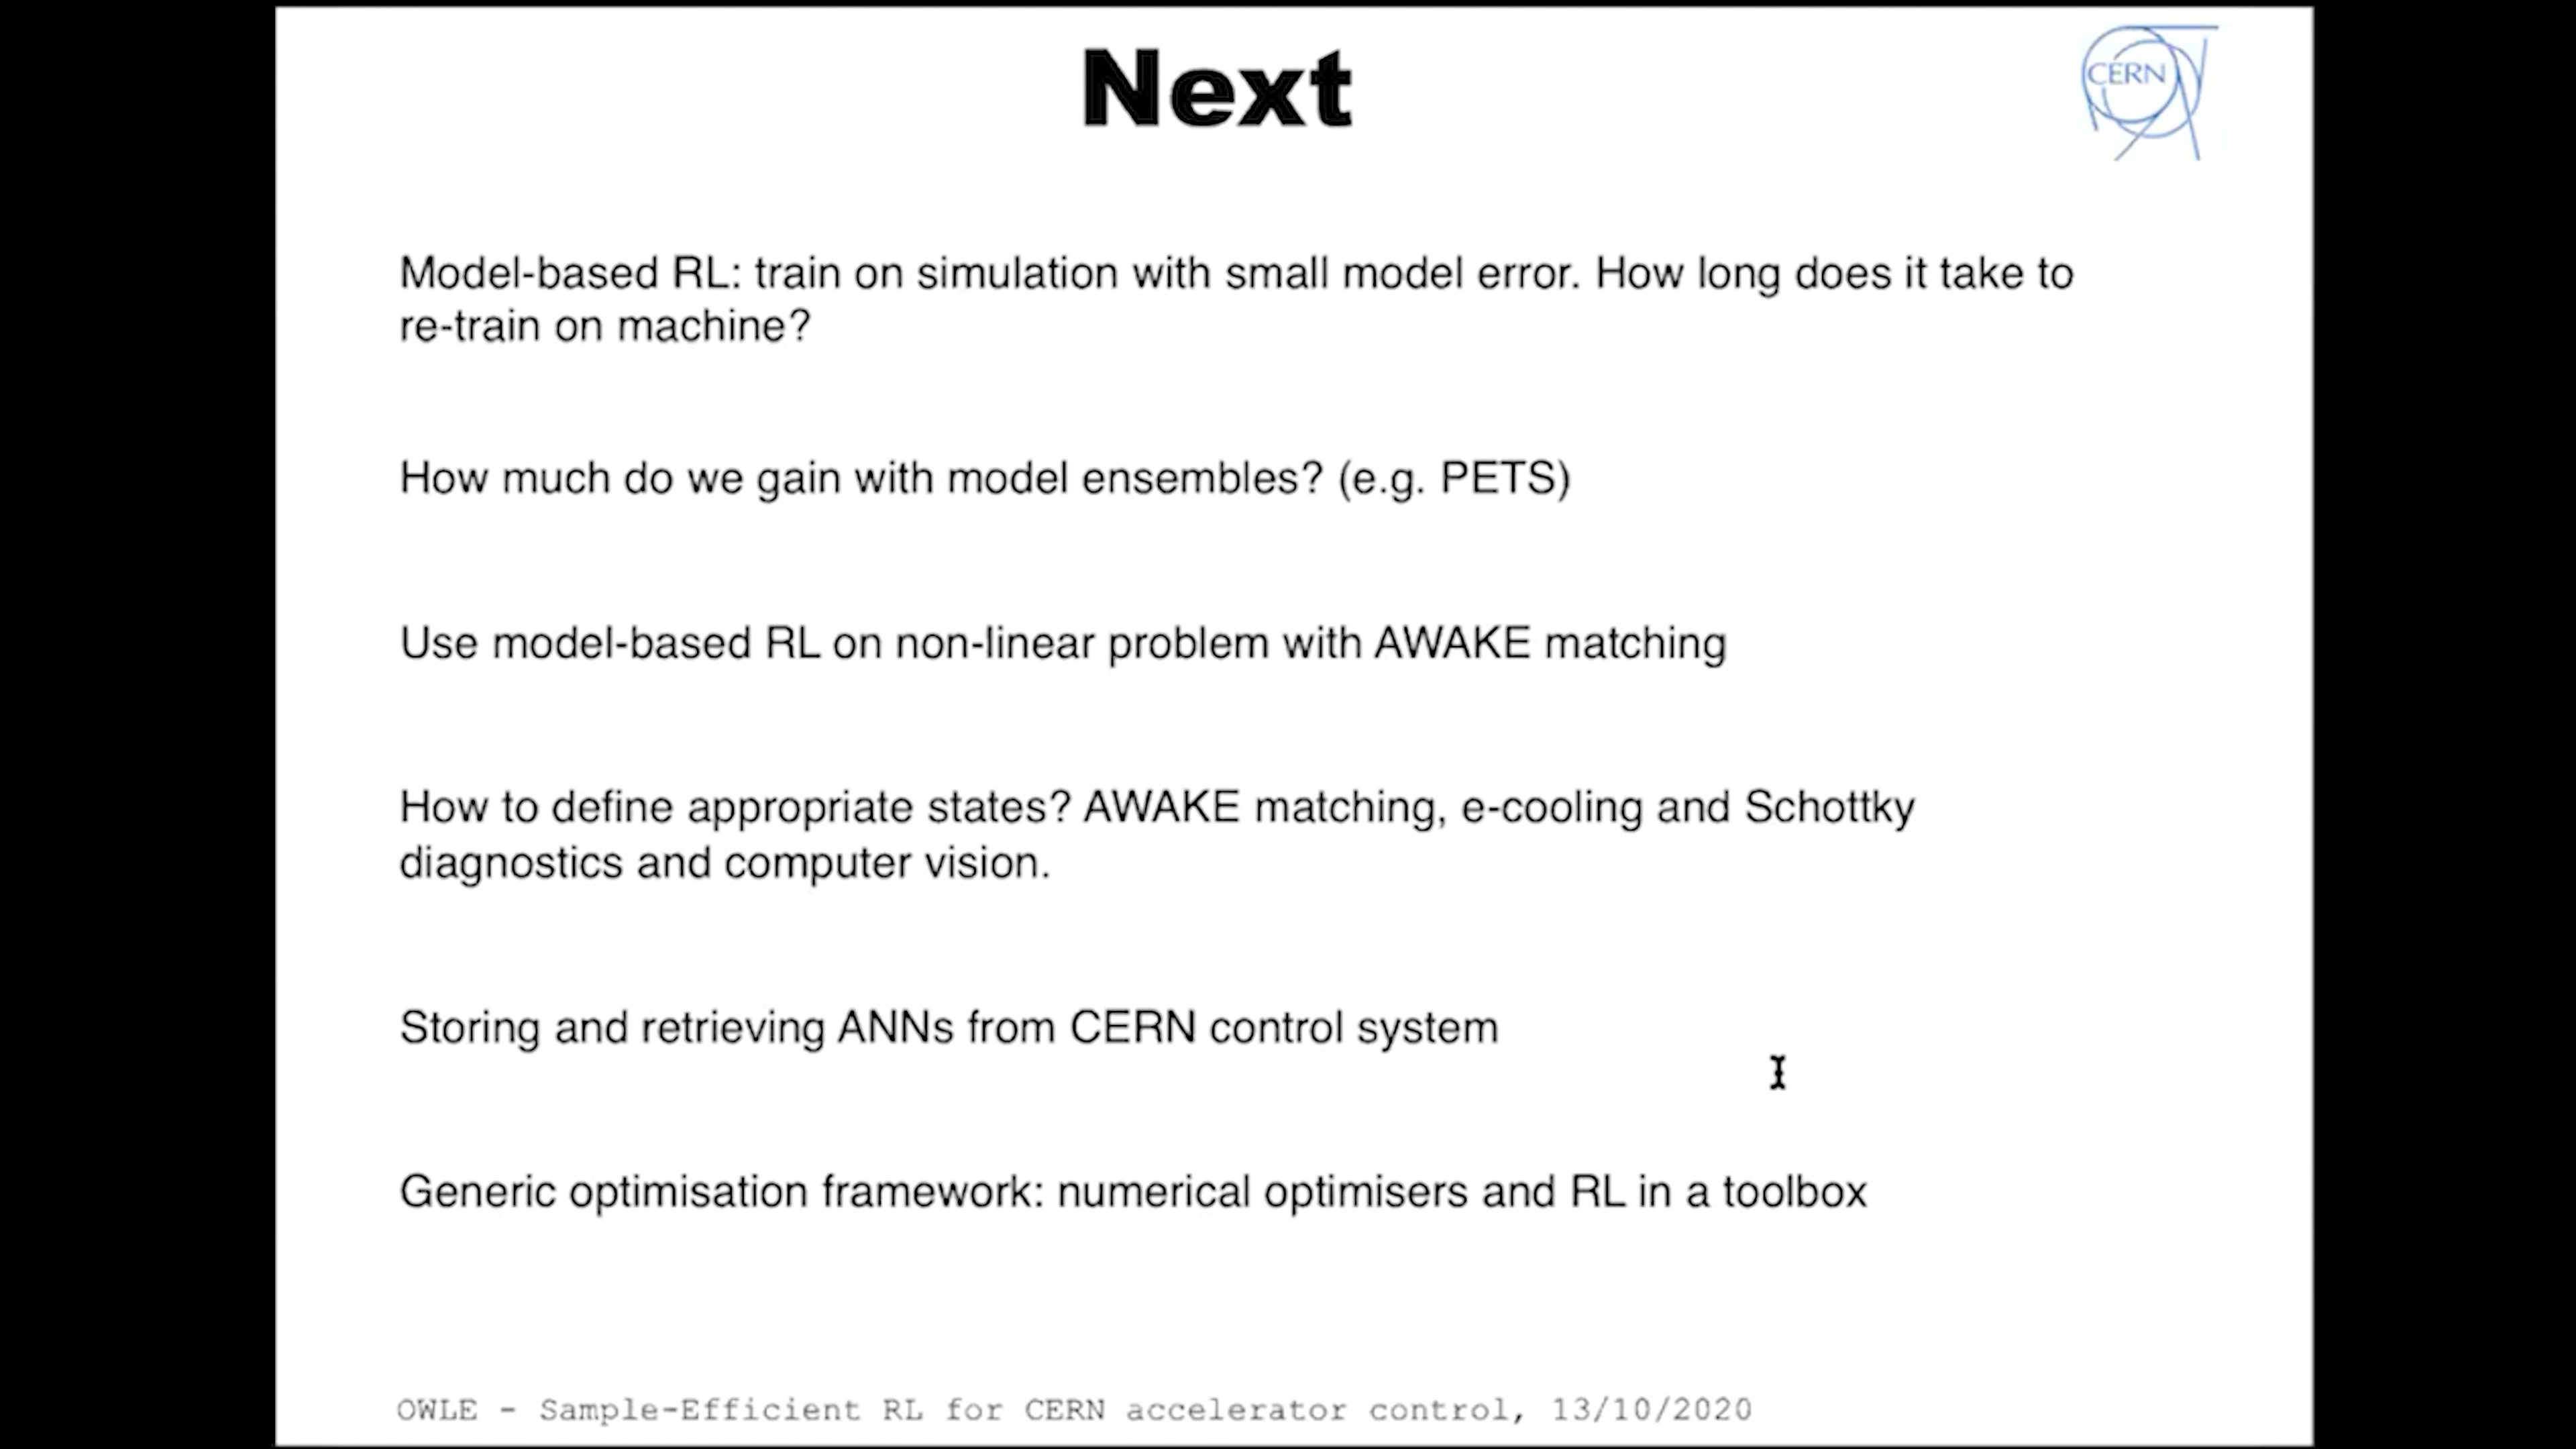 Next
CERN
Model-based RL: train on simulation with small model error. How long does it take to
re-train on machine?
How much do we gain with model ensembles? (e.g. PETS)
Use model-based RL on non-linear problem with AWAKE matching
How to define appropriate states? AWAKE matching, e-cooling and Schottky
diagnostics and computer vision.
Storing and retrieving ANNs from CERN control system
Generic optimisation framework: numerical optimisers and RL in a toolbox
OWLE - Sample-Efficient RL for CERN accelerator control, 13/10/2020